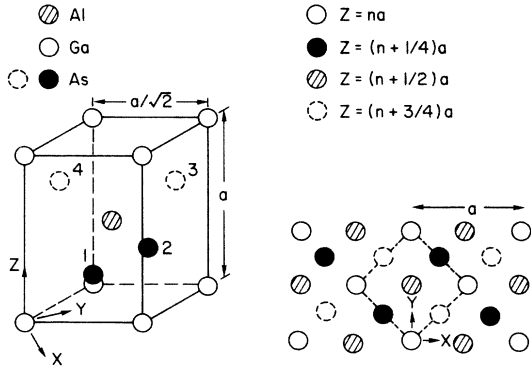 Al
Ga
As
Z = na
Z = (n + 1/4) a
Z = (n + 1/2) a
Z = (n + 3/4) a
a/√2
4
3
a
1
2
Z
Y
X
a
Y
X